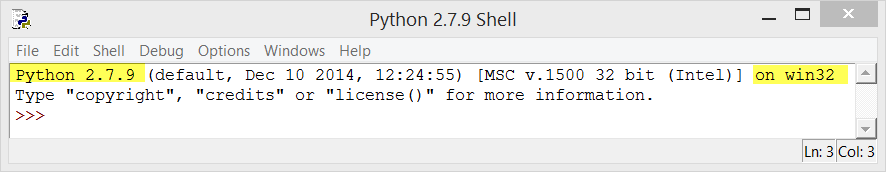 Python 2.7.9 Shell
File Edit Shell Debug Options Windows Help
Python 2.7.9 (default, Dec 10 2014, 12:24:55) [MSC v.1500 32 bit (Intel)] on win32
Type "copyright", "credits" or "license()" for more information.
>>>
Ln: 3 Col: 3